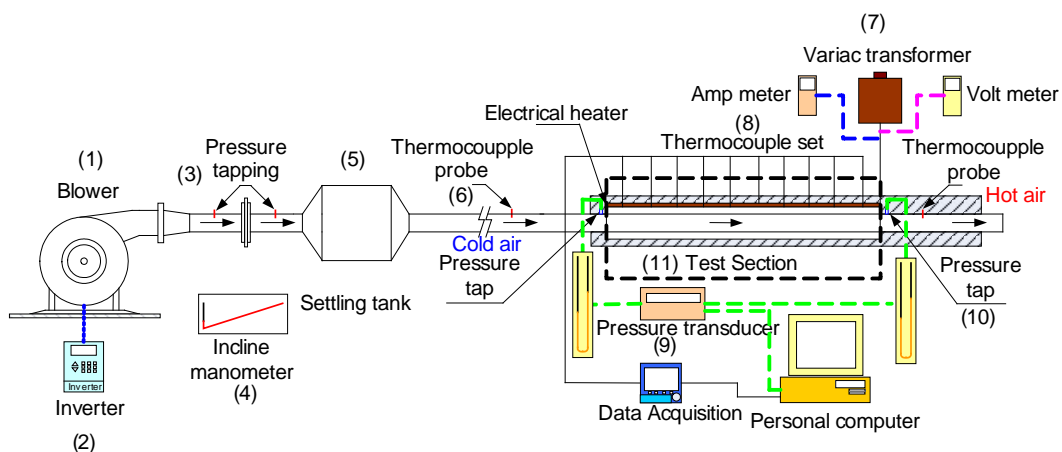 (1)
Blower
(3)
Pressure
tapping
(5)
Thermocoupple
probe
(6)
Cold air
Pressure
tap
Electrical heater
(8)
Thermocouple set
(7)
Variac transformer
Amp meter
Volt meter
Thermocoupple
probe
Hot air
Pressure
tap
(10)
(11) Test Section
Pressure transducer
(9)
Data Acquisition
Personal computer
Settling tank
Incline
manometer
(4)
Inverter
Inverter
(2)